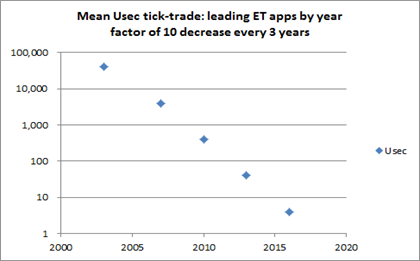 Mean Usec tick-trade: leading ET apps by year
factor of 10 decrease every 3 years
100,000
10,000
1,000
100
10
1
2000 2005 2010 2015 2020
Usec